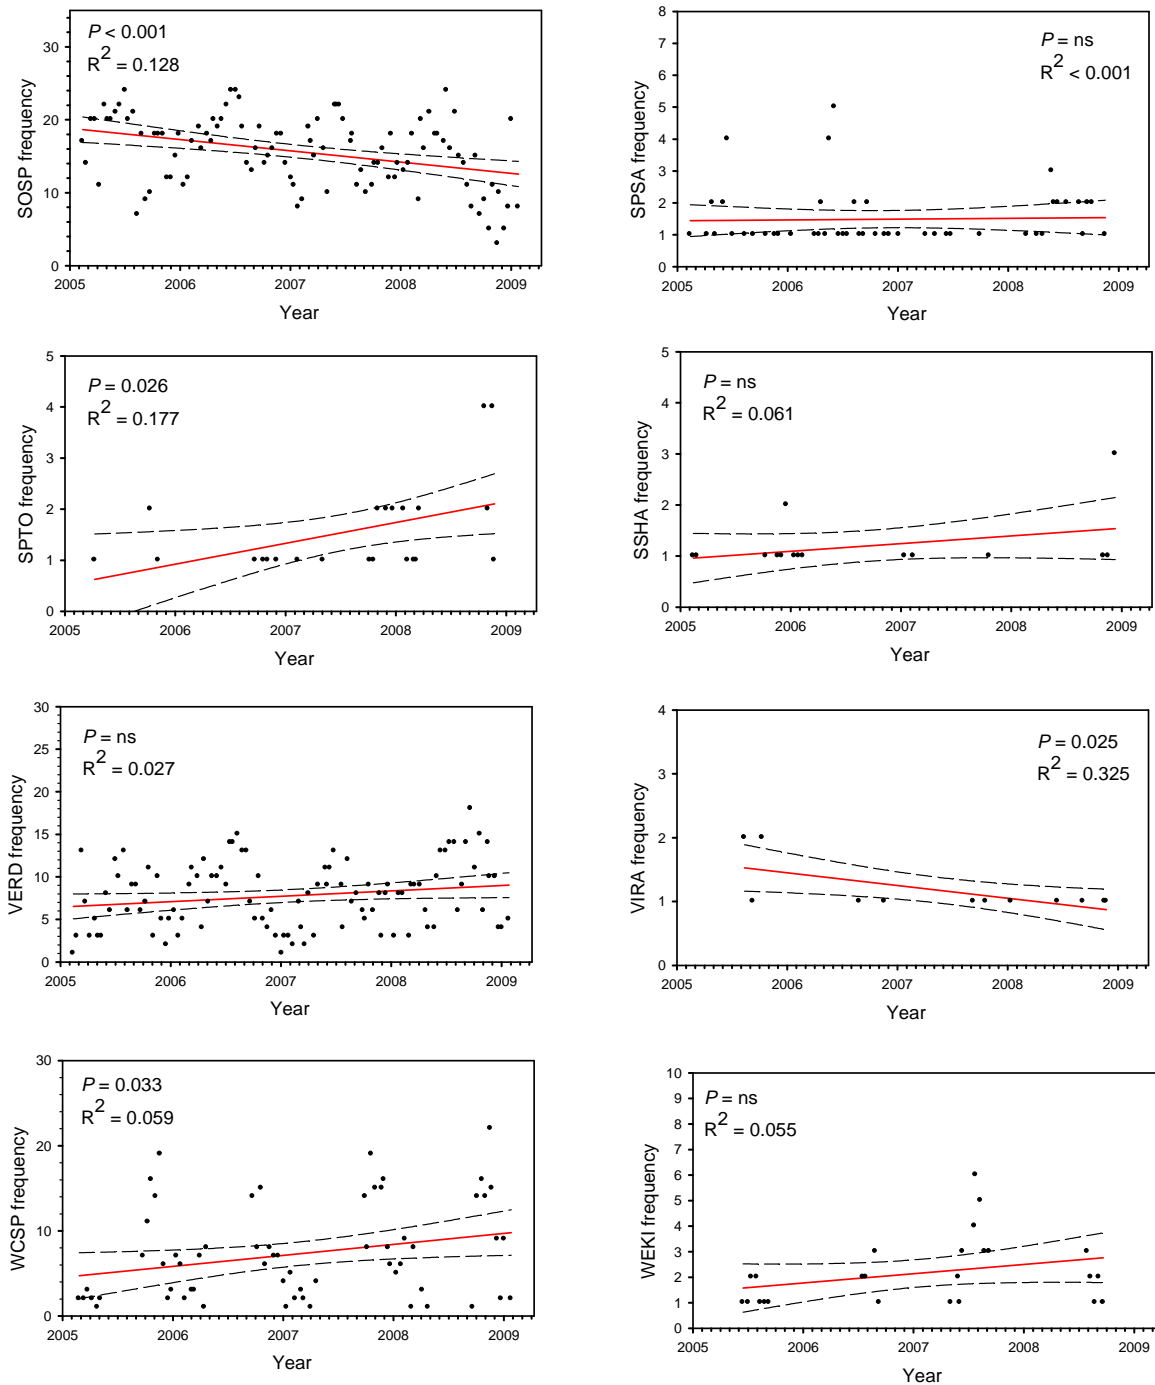 P < 0.001
R2 = 0.128
SOSP frequency
30
20
10
0
2005 2006 2007 2008 2009
Year
P = ns
R2 < 0.001
SPSA frequency
8
7
6
5
4
3
2
1
0
2005 2006 2007 2008 2009
Year
P = 0.026
R2 = 0.177
SPTO frequency
5
4
3
2
1
0
2005 2006 2007 2008 2009
Year
P = ns
R2 = 0.061
SSHA frequency
5
4
3
2
1
0
2005 2006 2007 2008 2009
Year
P = ns
R2 = 0.027
VERD frequency
30
25
20
15
10
5
0
2005 2006 2007 2008 2009
Year
P = 0.025
R2 = 0.325
VIRA frequency
4
3
2
1
0
2005 2006 2007 2008 2009
Year
P = 0.033
R2 = 0.059
WCSP frequency
30
20
10
0
2005 2006 2007 2008 2009
Year
P = ns
R2 = 0.055
WEKI frequency
10
9
8
7
6
5
4
3
2
1
0
2005 2006 2007 2008 2009
Year